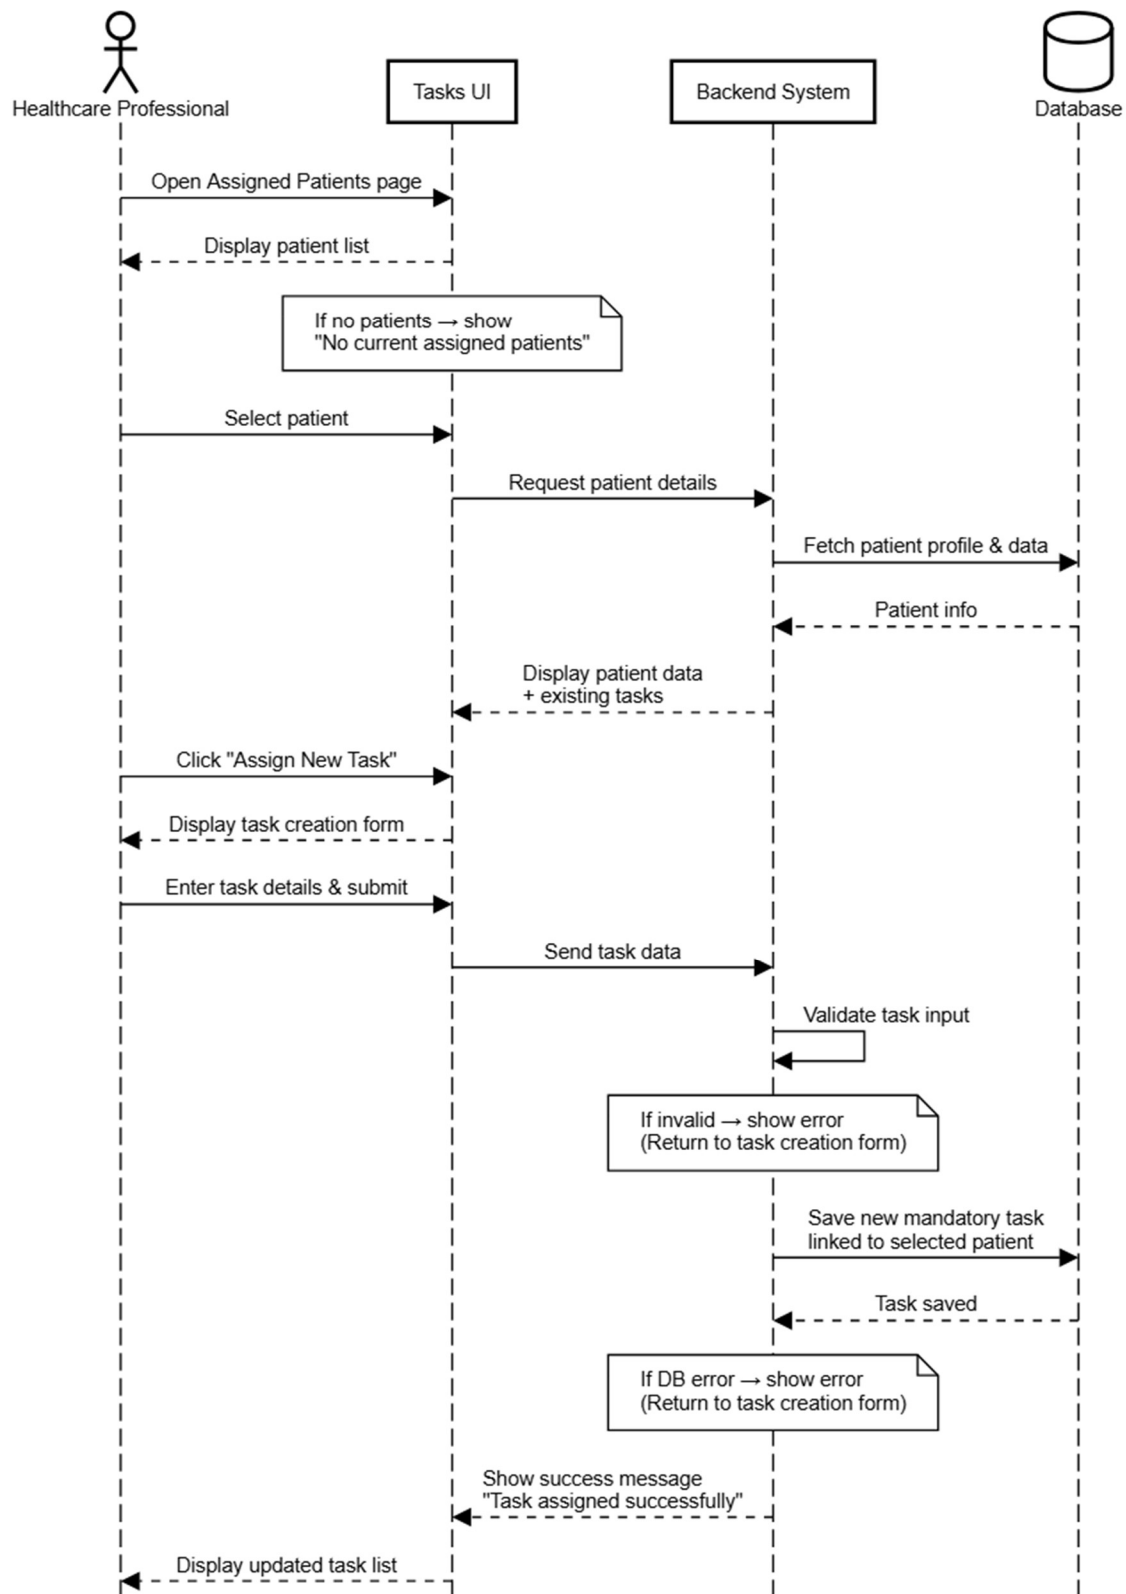 Healthcare Professional
Tasks UI
Backend System
Database
Open Assigned Patients page
Display patient list
If no patients → show
"No current assigned patients"
Select patient
Request patient details
Fetch patient profile & data
Patient info
Display patient data
+ existing tasks
Click "Assign New Task"
Display task creation form
Enter task details & submit
Send task data
Validate task input
If invalid → show error
(Return to task creation form)
Save new mandatory task
linked to selected patient
Task saved
If DB error → show error
(Return to task creation form)
Show success message
"Task assigned successfully"
Display updated task list